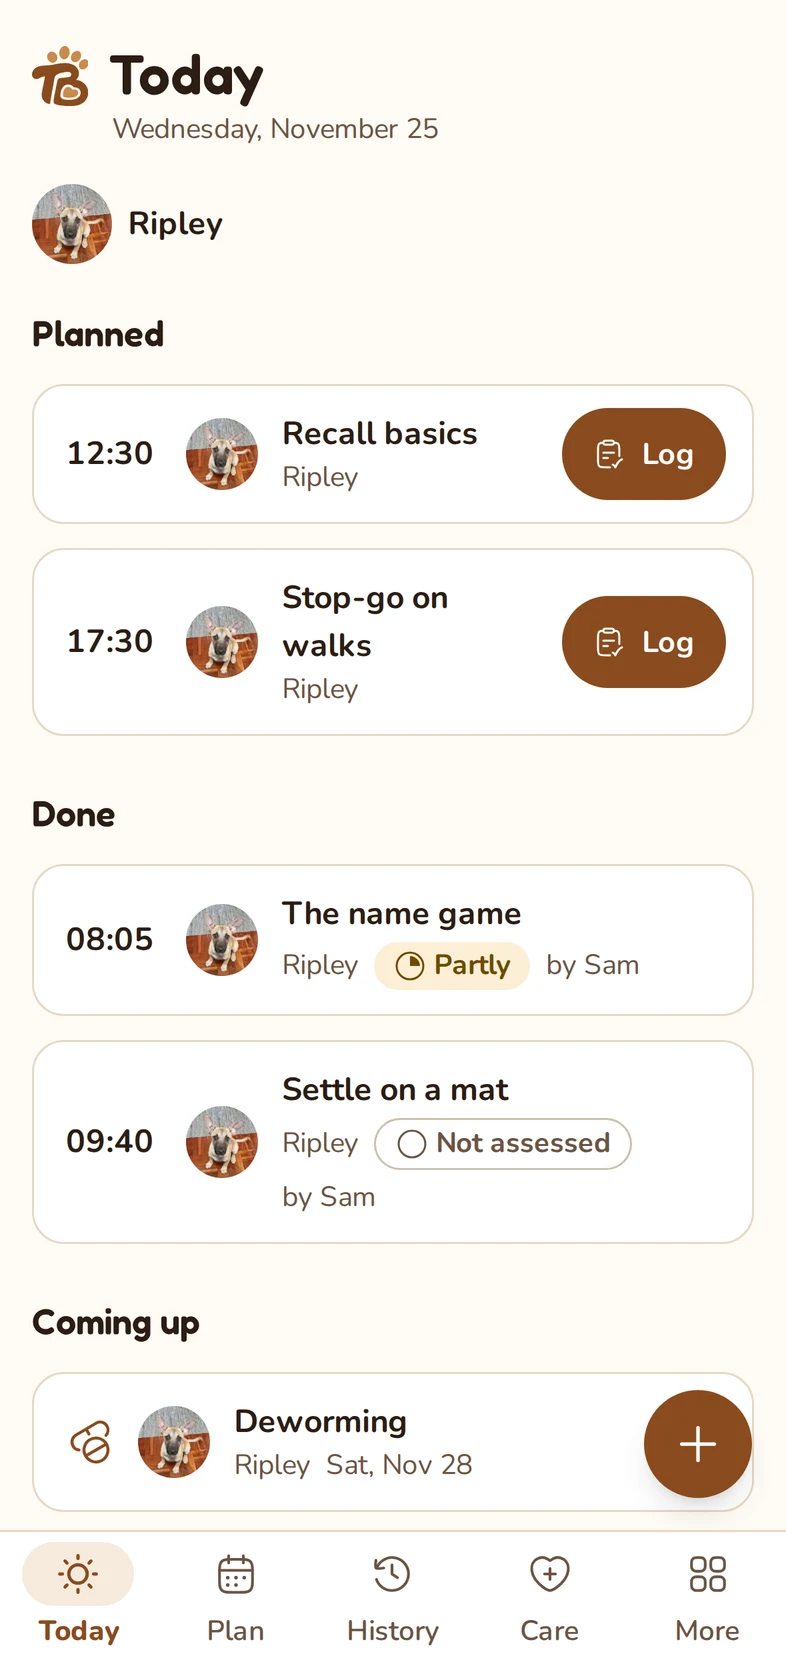 TB
Today
Wednesday, November 25
Ripley
Planned
12:30
Recall basics
Ripley
Log
17:30
Stop-go on
walks
Ripley
Log
Done
08:05
The name game
Ripley Partly by Sam
09:40
Settle on a mat
Ripley Not assessed
by Sam
Coming up
Deworming
Ripley Sat, Nov 28
Today Plan History Care More